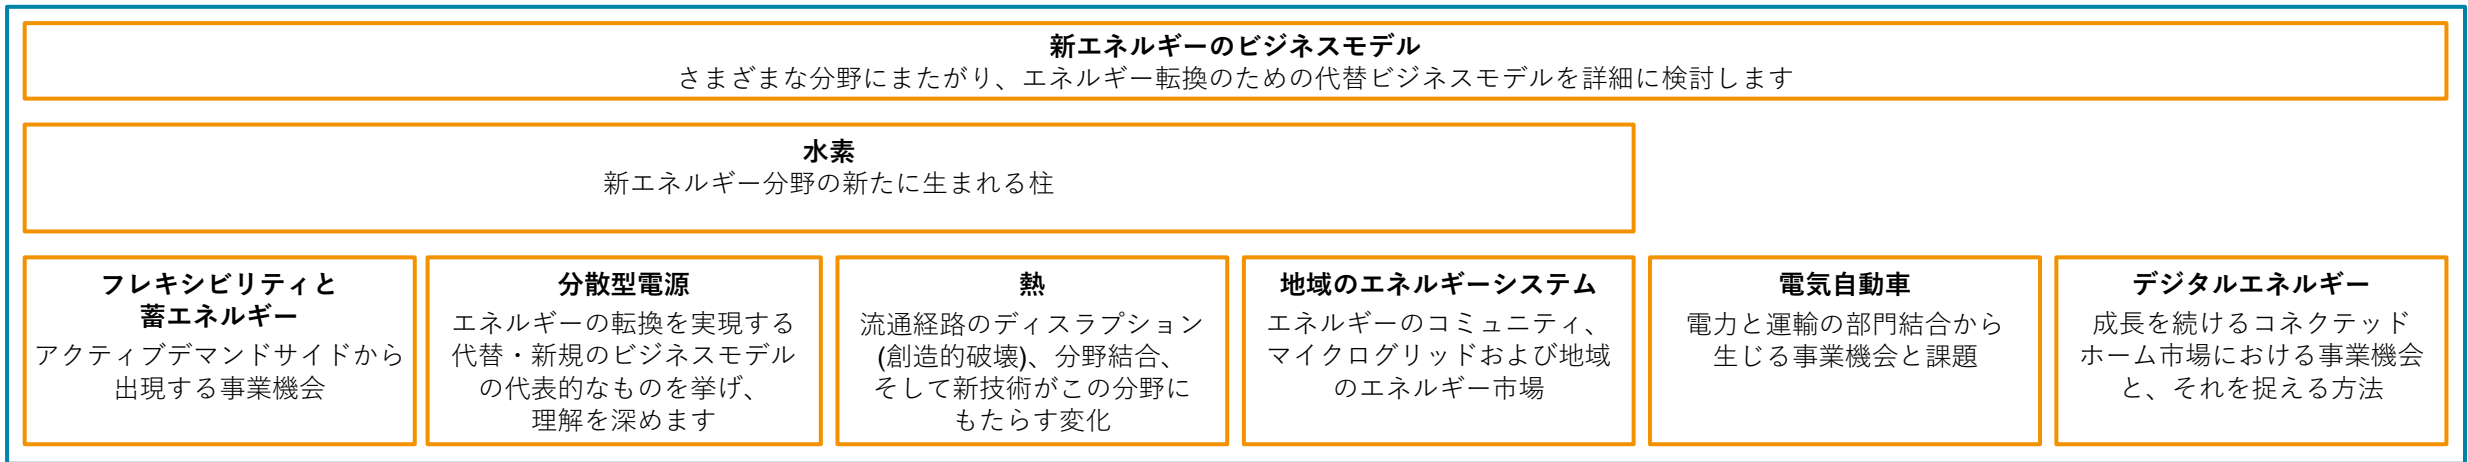 新エネルギーのビジネスモデル
さまざまな分野にまたがり、エネルギー転換のための代替ビジネスモデルを詳細に検討します
水素
新エネルギー分野の新たに生まれる柱
フレキシビリティと
蓄エネルギー
アクティブデマンドサイドから
出現する事業機会
分散型電源
エネルギーの転換を実現する
代替・新規のビジネスモデル
の代表的なものを挙げ、
理解を深めます
熱
流通経路のディスラプション
(創造的破壊)、分野結合、
そして新技術がこの分野に
もたらす変化
地域のエネルギーシステム
エネルギーのコミュニティ、
マイクログリッドおよび地域
のエネルギー市場
電気自動車
電力と運輸の部門結合から
生じる事業機会と課題
デジタルエネルギー
成長を続けるコネクテッド
ホーム市場における事業機会
と、それを捉える方法